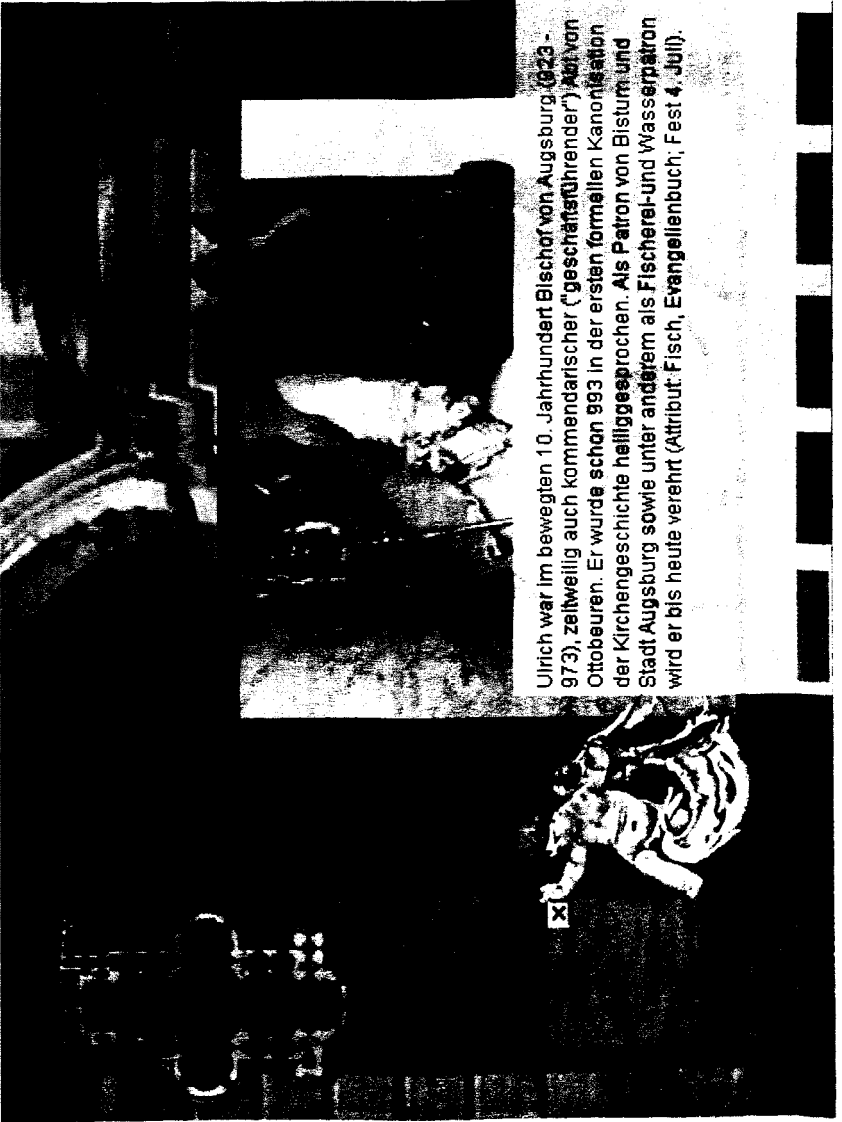 Ulrich war im bewegten 10. Jahrhundert Bischof von Augsburg (923 -
973), zeitweilig auch kommendarischer ("geschäftsführender") Abt von
Ottobeuren. Er wurde schon 993 in der ersten formellen Kanonisation
der Kirchengeschichte heiliggesprochen. Als Patron von Bistum und
Stadt Augsburg sowie unter anderem als Fischerei-und Wasserpatron
wird er bis heute verehrt (Attribut: Fisch, Evangelienbuch; Fest 4. Juli).
X